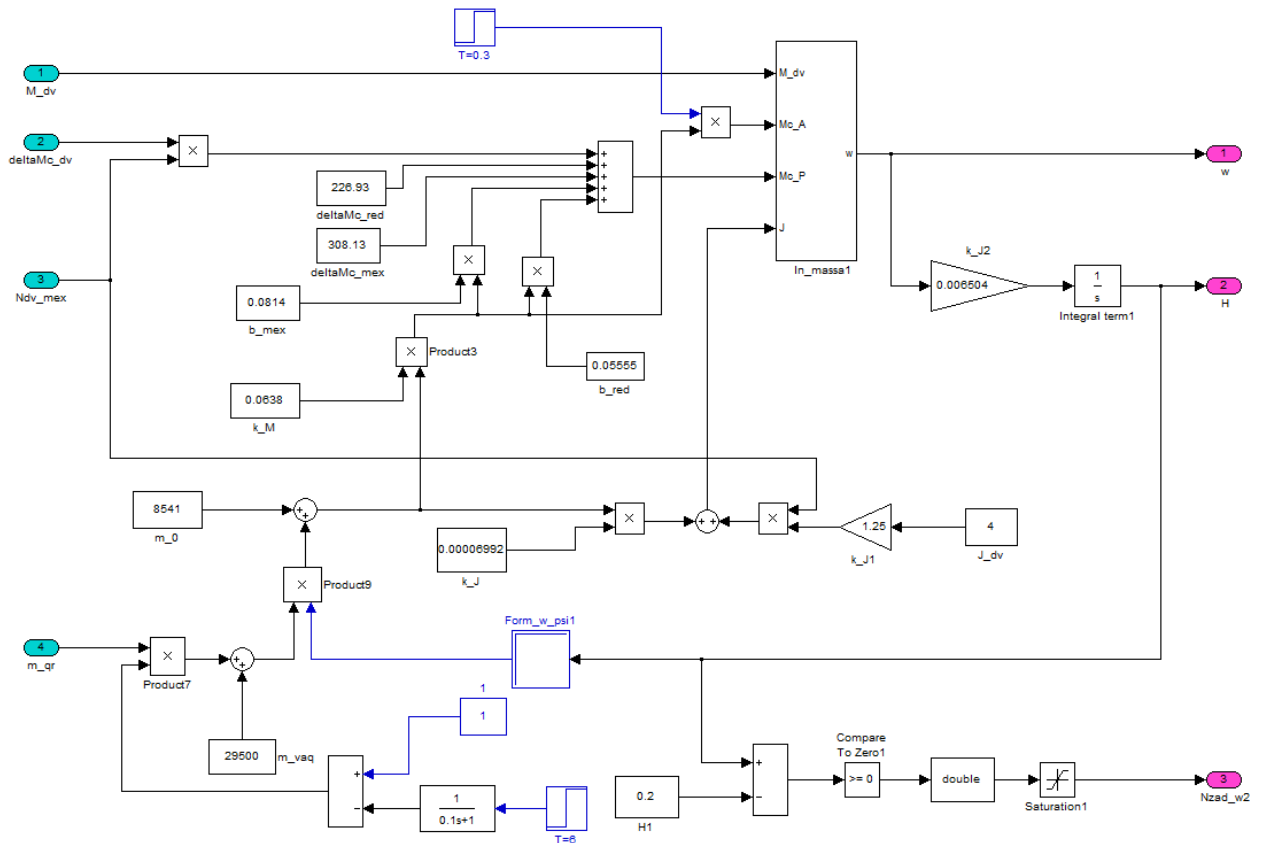 T=0.3
1
M_dv
M_dv
2
deltaMc_dv
×
×
Mc_A
+
+
+
+
+
Mc_P
w
1
w
226.93
deltaMc_red
308.13
deltaMc_mex
J
In_massa1
3
Ndv_mex
×
×
0.0814
b_mex
k_J2
0.006504
1
s
Integral term1
2
H
×
Product3
0.05555
b_red
0.0638
k_M
8541
m_0
+
+
×
0.00006992
k_J
+ +
×
1.25
k_J1
4
J_dv
×
Product9
Form_w_psi1
4
m_qr
×
Product7
+
+
29500
m_vaq
1
1
+
−
1
0.1s+1
T=6
0.2
H1
+
−
Compare
To Zero1
>= 0
double
Saturation1
3
Nzad_w2